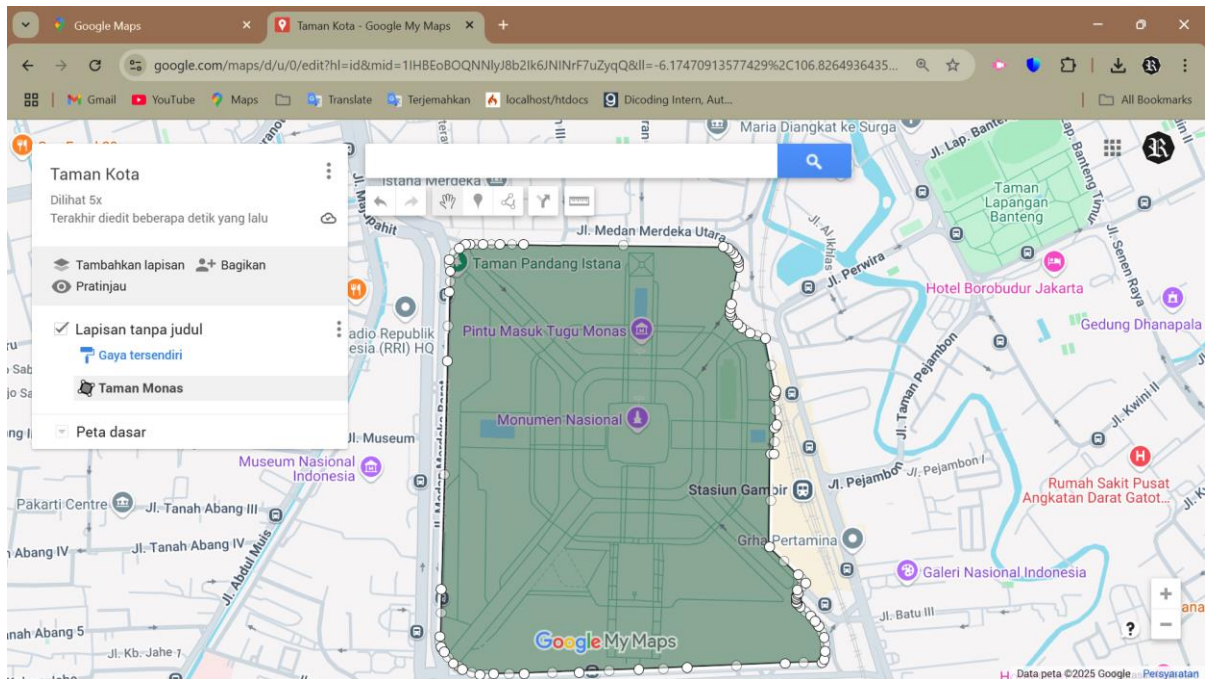 Google Maps
Taman Kota - Google My Maps
google.com/maps/d/u/0/edit?hl=id&mid=1IHBEoBOQNNlyJ8b2Ik6JNINrF7uZyqQ&ll=-6.17470913577429%2C106.8264936435...
Gmail
YouTube
Maps
Translate
Terjemahkan
localhost/htdocs
Dicoding Intern, Aut...
All Bookmarks
Taman Kota
Dilihat 5x
Terakhir diedit beberapa detik yang lalu
Tambahkan lapisan
Bagikan
Pratinjau
Lapisan tanpa judul
Gaya tersendiri
Taman Monas
Peta dasar
Maria Diangkat ke Surga
Jl. Lap. Banteng
Jl. Majapahit
Istana Merdeka
Jl. Medan Merdeka Utara
Taman Pandang Istana
Taman
Lapangan
Banteng
Jl. Perwira
Jl. Senen Raya
Hotel Borobudur Jakarta
Gedung Dhanapala
Pintu Masuk Tugu Monas
Monumen Nasional
Jl. Taman Pejambon
Jl. Kwini II
Jl. Museum
Museum Nasional
Indonesia
Stasiun Gambir
Jl. Pejambon
Jl. Pejambon I
Rumah Sakit Pusat
Angkatan Darat Gatot...
Pakarti Centre
Jl. Tanah Abang III
Jl. Tanah Abang IV
Jl. Abdul Muis
Grha Pertamina
Galeri Nasional Indonesia
Jl. Batu III
Google My Maps
Data peta ©2025 Google
Persyaratan